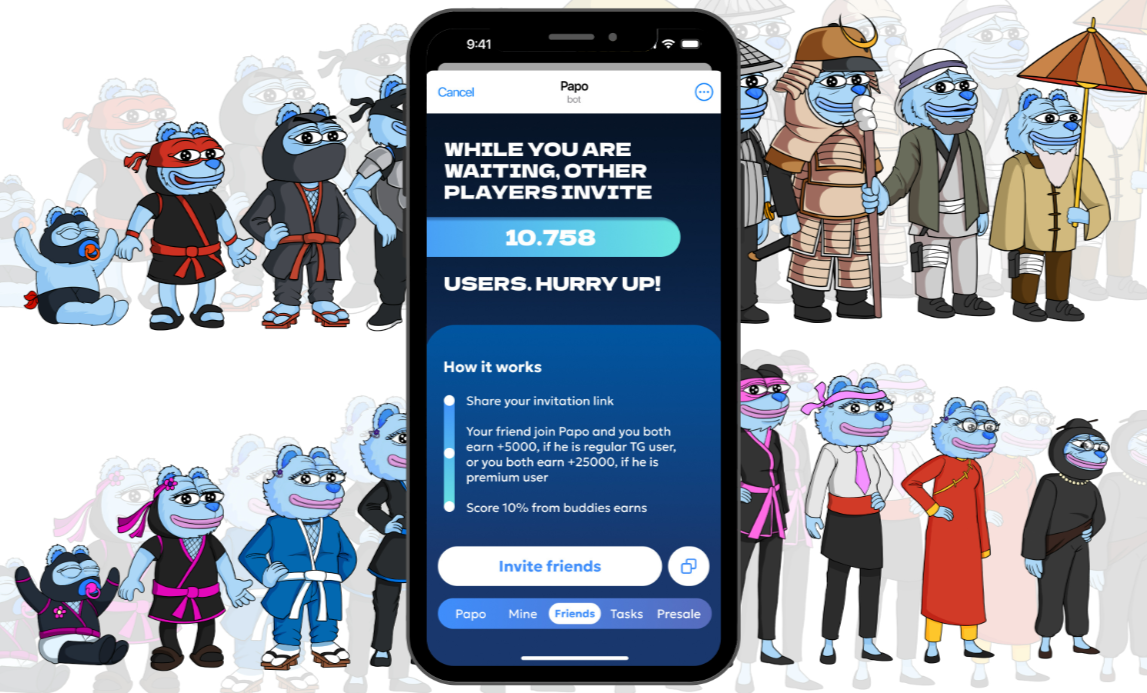 9:41
Cancel
Papo
bot
WHILE YOU ARE
WAITING, OTHER
PLAYERS INVITE
10.758
USERS. HURRY UP!
How it works
Share your invitation link
Your friend join Papo and you both
earn +5000, if he is regular TG user,
or you both earn +25000, if he is
premium user
Score 10% from buddies earns
Invite friends
Papo Mine Friends Tasks Presale